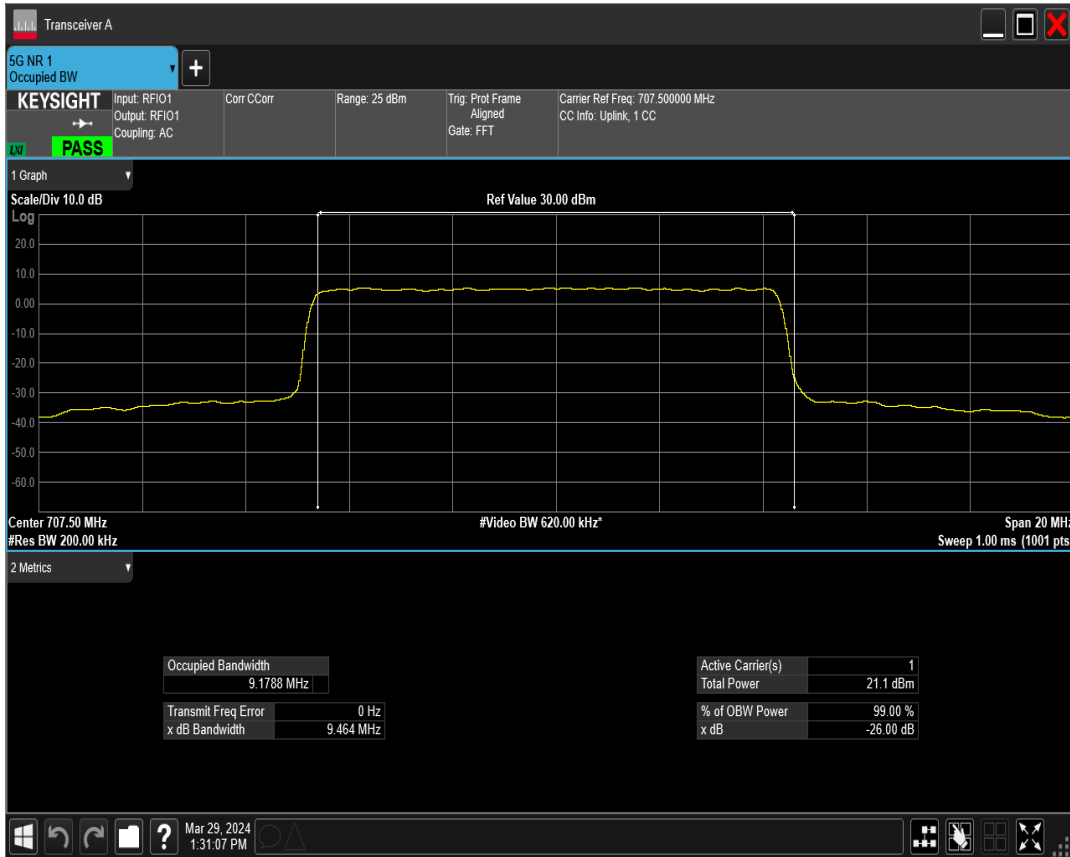 Transceiver A
5G NR 1
Occupied BW
+
KEYSIGHT
LXI
PASS
Input: RFIO1
Output: RFIO1
Coupling: AC
Corr CCorr
Range: 25 dBm
Trig: Prot Frame
Aligned
Gate: FFT
Carrier Ref Freq: 707.500000 MHz
CC Info: Uplink, 1 CC
1 Graph
Scale/Div 10.0 dB
Ref Value 30.00 dBm
Log
20.0
10.0
0.00
-10.0
-20.0
-30.0
-40.0
-50.0
-60.0
Center 707.50 MHz
#Video BW 620.00 kHz*
Span 20 MHz
#Res BW 200.00 kHz
Sweep 1.00 ms (1001 pts
2 Metrics
Occupied Bandwidth
9.1788 MHz
Transmit Freq Error 0 Hz
x dB Bandwidth 9.464 MHz
Active Carrier(s) 1
Total Power 21.1 dBm
% of OBW Power 99.00 %
x dB -26.00 dB
?
Mar 29, 2024
1:31:07 PM